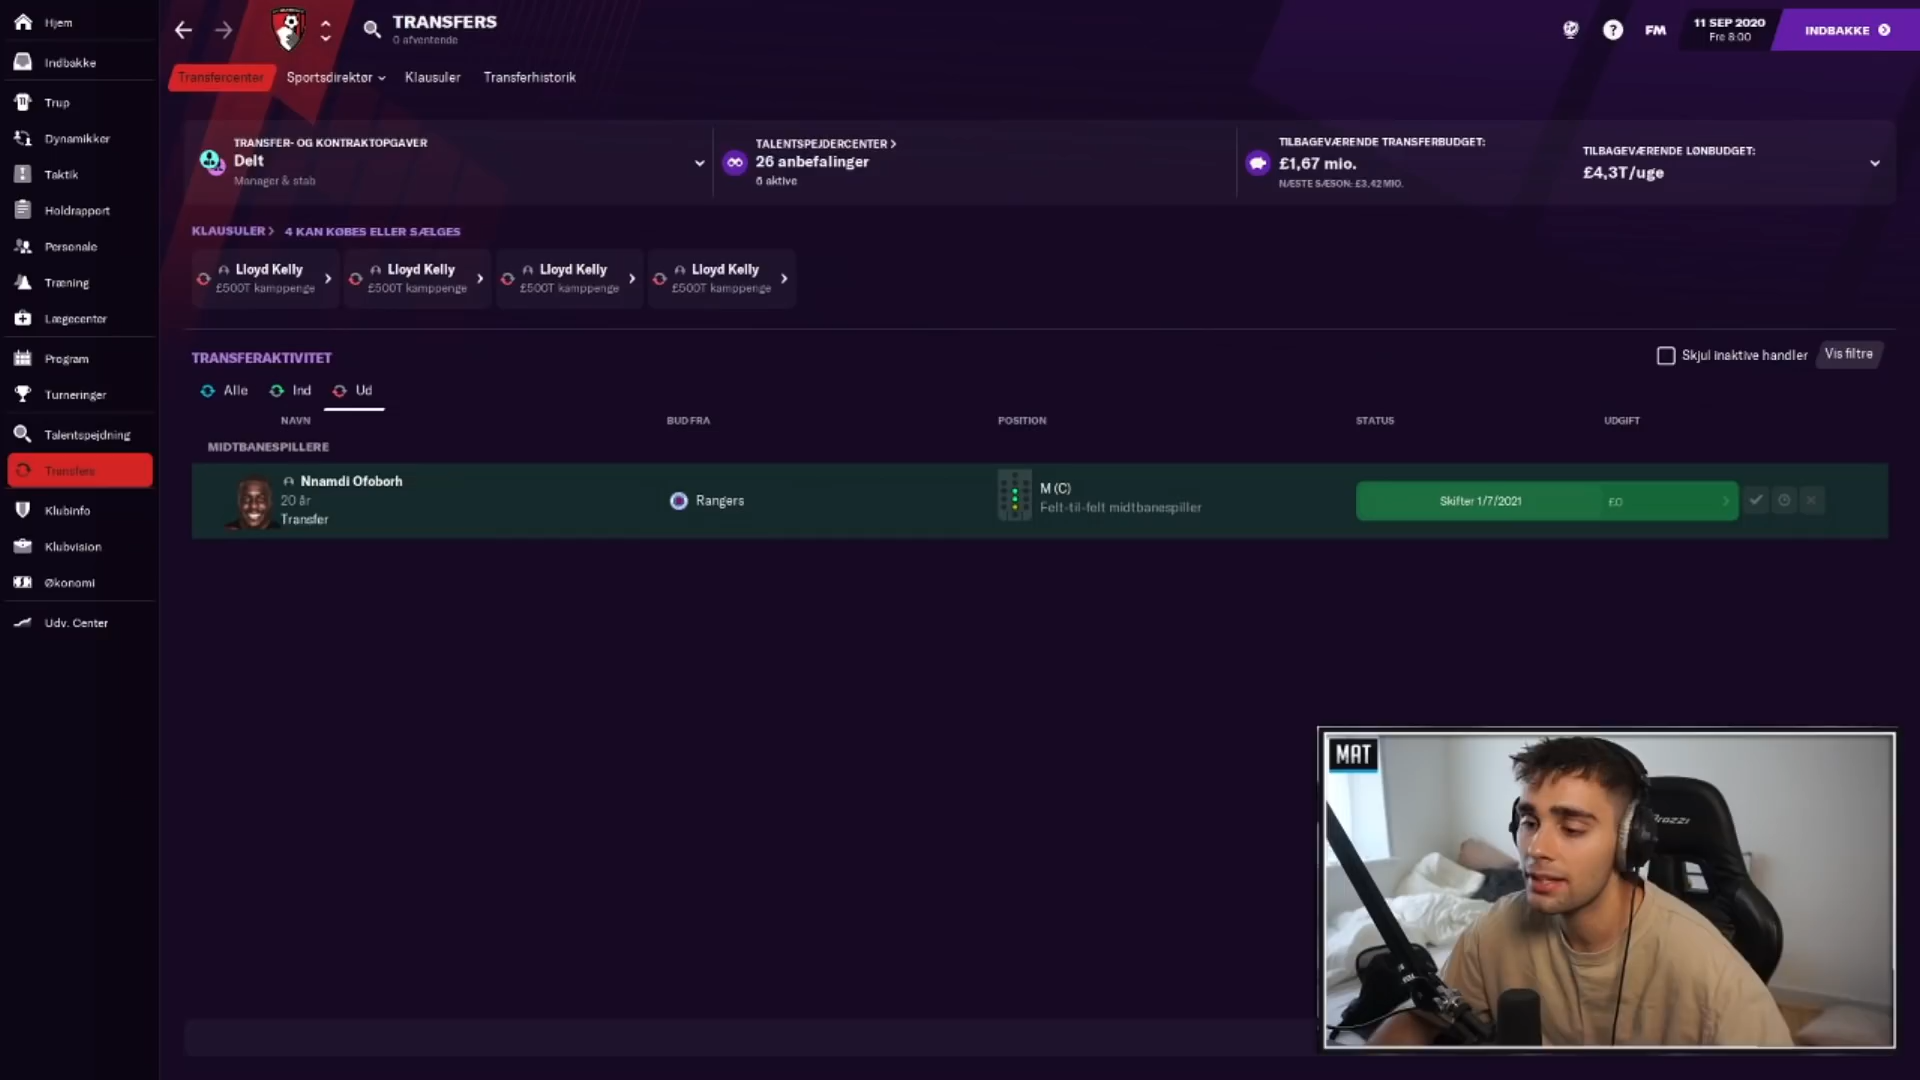 Hjem
Indbakke
Trup
Dynamikker
Taktik
Holdrapport
Personale
Træning
Lægecenter
Program
Turneringer
Talentspejdning
Transfers
Klubinfo
Klubvision
Økonomi
Udv. Center
TRANSFERS
0 afventende
FM
11 SEP 2020
Fre 8:00
INDBAKKE
Transfercenter
Sportsdirektør
Klausuler
Transferhistorik
TRANSFER- OG KONTRAKTOPGAVER
Delt
Manager & stab
TALENTSPEJDERCENTER >
26 anbefalinger
6 aktive
TILBAGEVÆRENDE TRANSFERBUDGET:
£1,67 mio.
NÆSTE SÆSON: £3,42 MIO.
TILBAGEVÆRENDE LØNBUDGET:
£4,3T/uge
KLAUSULER > 4 KAN KØBES ELLER SÆLGES
Lloyd Kelly
£500T kamppenge
Lloyd Kelly
£500T kamppenge
Lloyd Kelly
£500T kamppenge
Lloyd Kelly
£500T kamppenge
TRANSFERAKTIVITET
Skjul inaktive handler
Vis filtre
Alle
Ind
Ud
NAVN
BUD FRA
POSITION
STATUS
UDGIFT
MIDTBANESPILLERE
Nnamdi Ofoborh
20 år
Transfer
Rangers
M (C)
Felt-til-felt midtbanespiller
Skifter 1/7/2021
£0
MAT